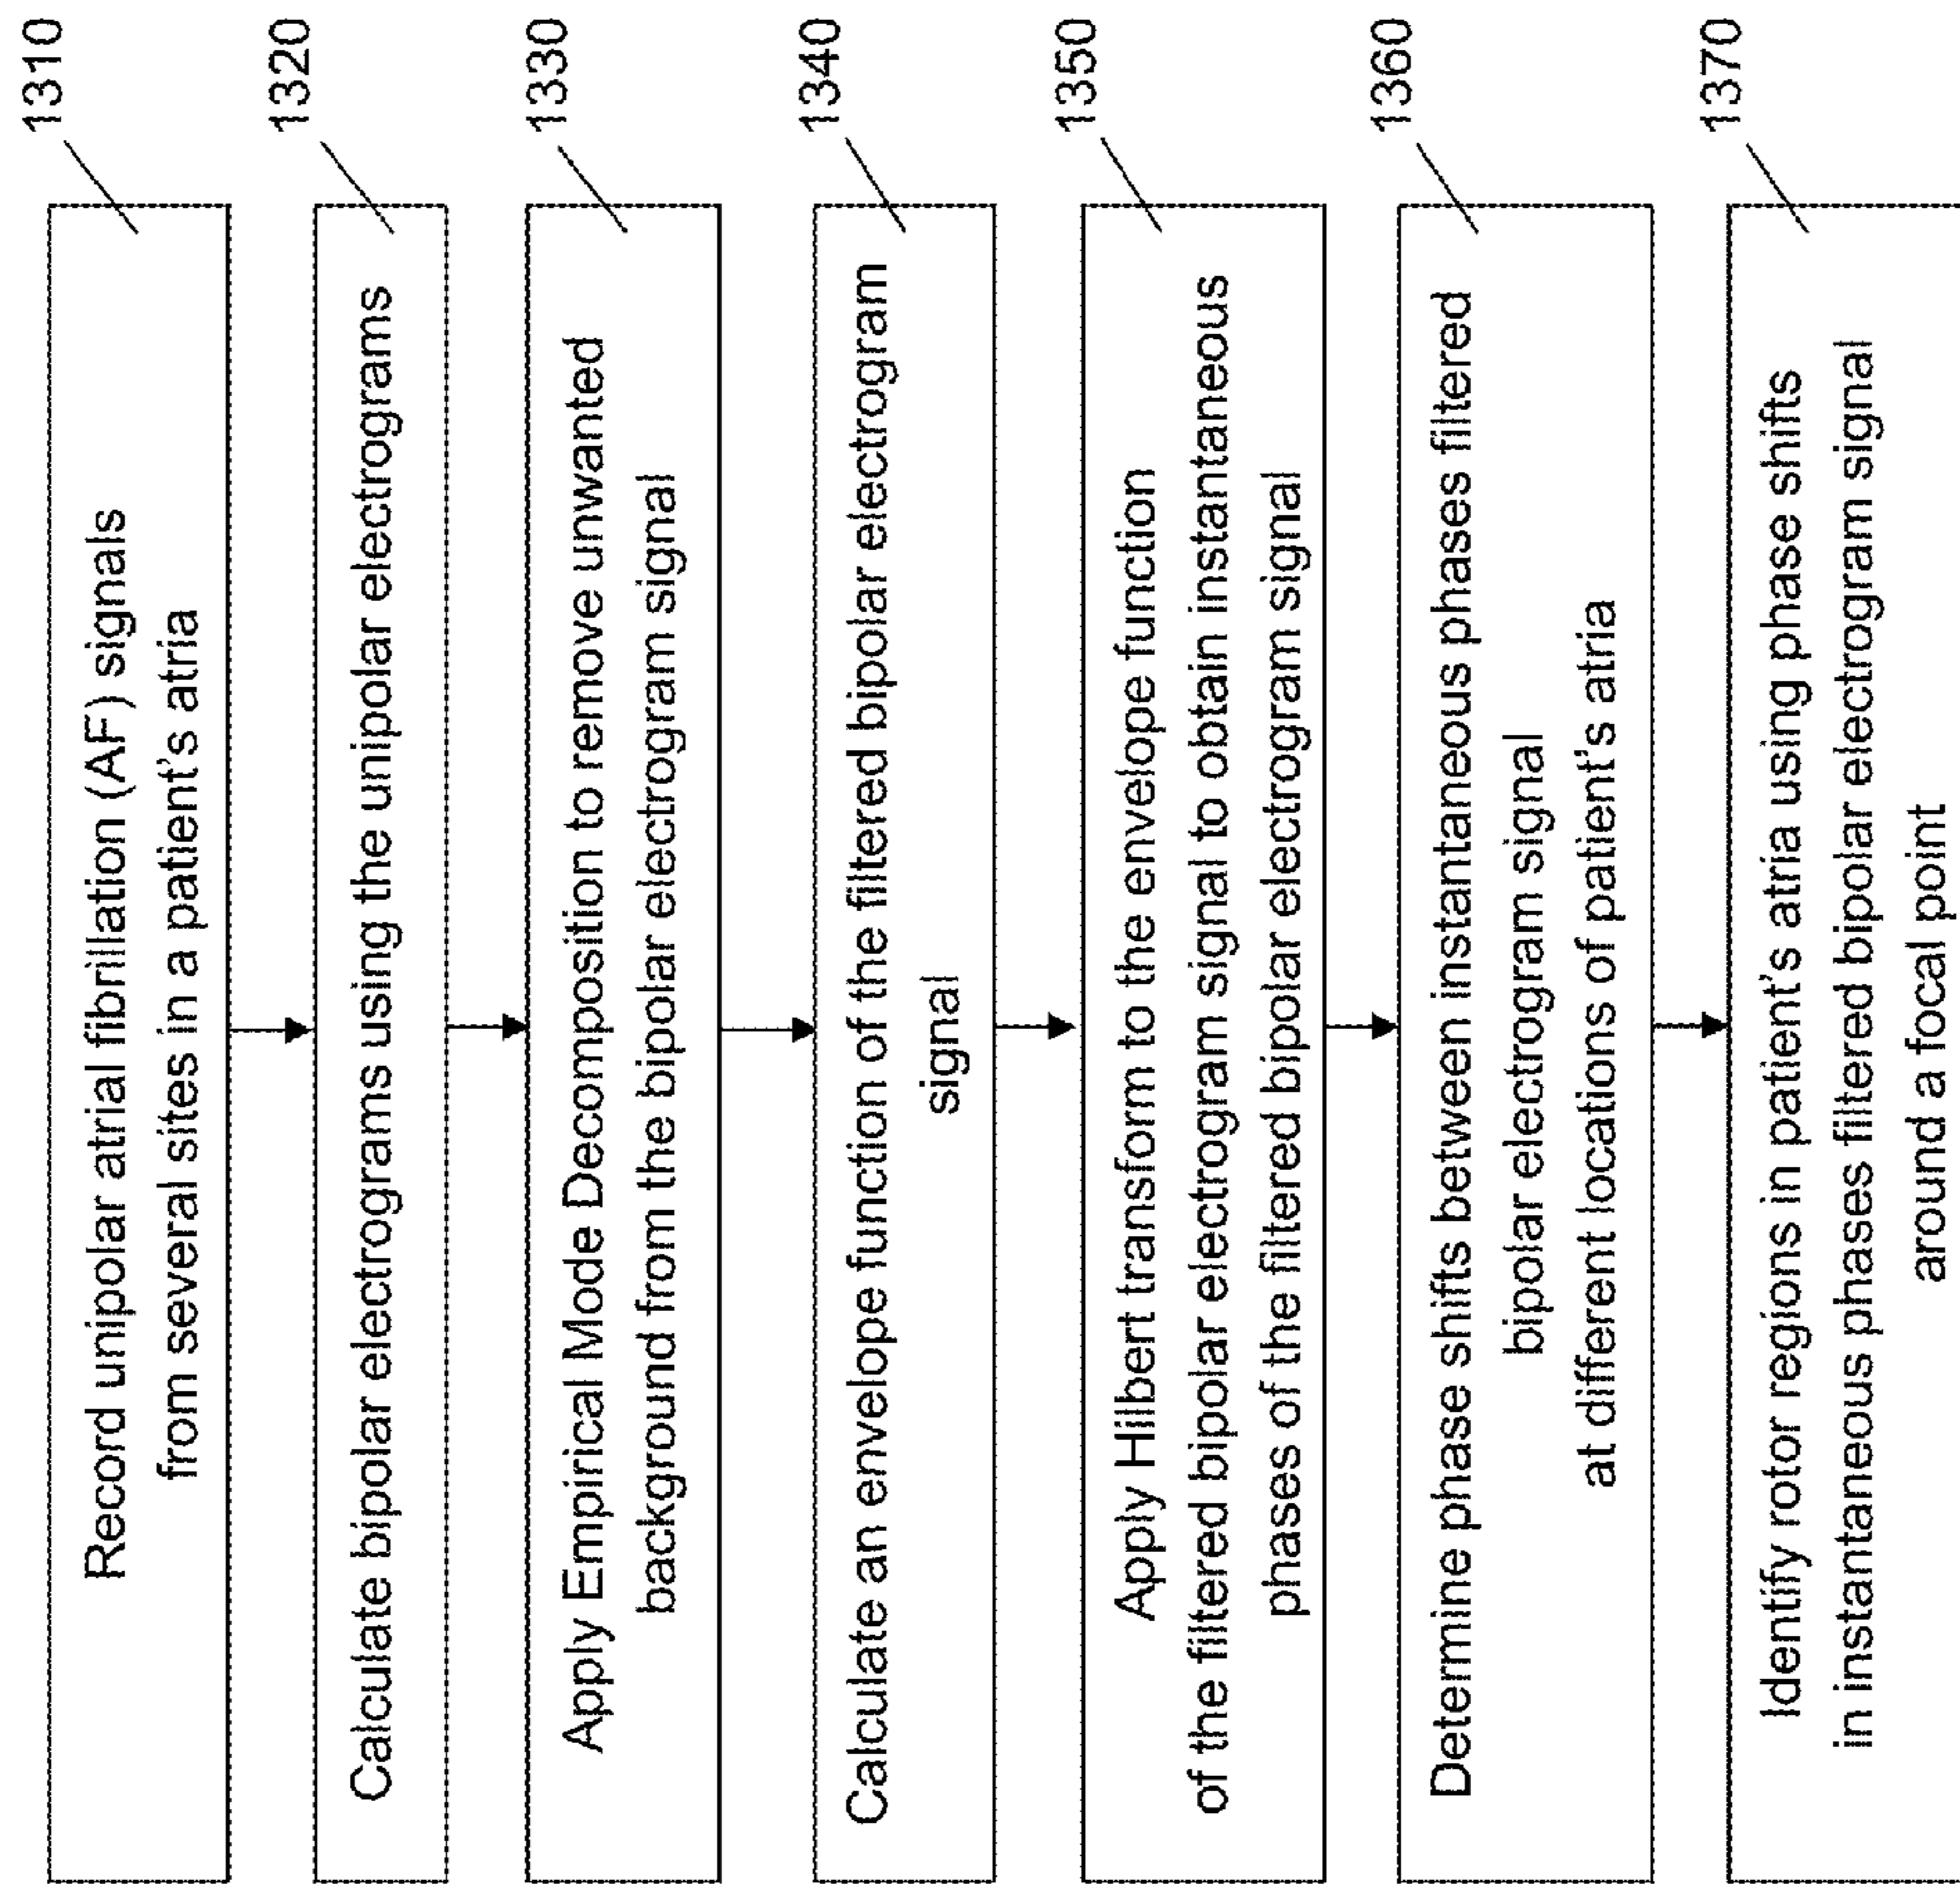 1310
Record unipolar atrial fibrillation (AF) signals
from several sites in a patient's atria
1320
Calculate bipolar electrograms using the unipolar electrograms
1330
Apply Empirical Mode Decomposition to remove unwanted
background from the bipolar electrogram signal
1340
Calculate an envelope function of the filtered bipolar electrogram
signal
1350
Apply Hilbert transform to the envelope function
of the filtered bipolar electrogram signal to obtain instantaneous
phases of the filtered bipolar electrogram signal
1360
Determine phase shifts between instantaneous phases filtered
bipolar electrogram signal
at different locations of patient's atria
1370
Identify rotor regions in patient's atria using phase shifts
in instantaneous phases filtered bipolar electrogram signal
around a focal point